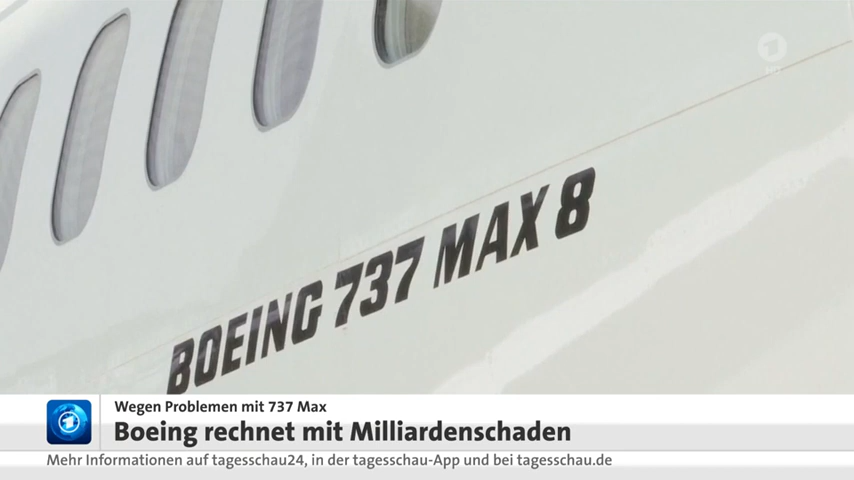 BOEING 737 MAX 8
Wegen Problemen mit 737 Max
Boeing rechnet mit Milliardenschaden
Mehr Informationen auf tagesschau24, in der tagesschau-App und bei tagesschau.de